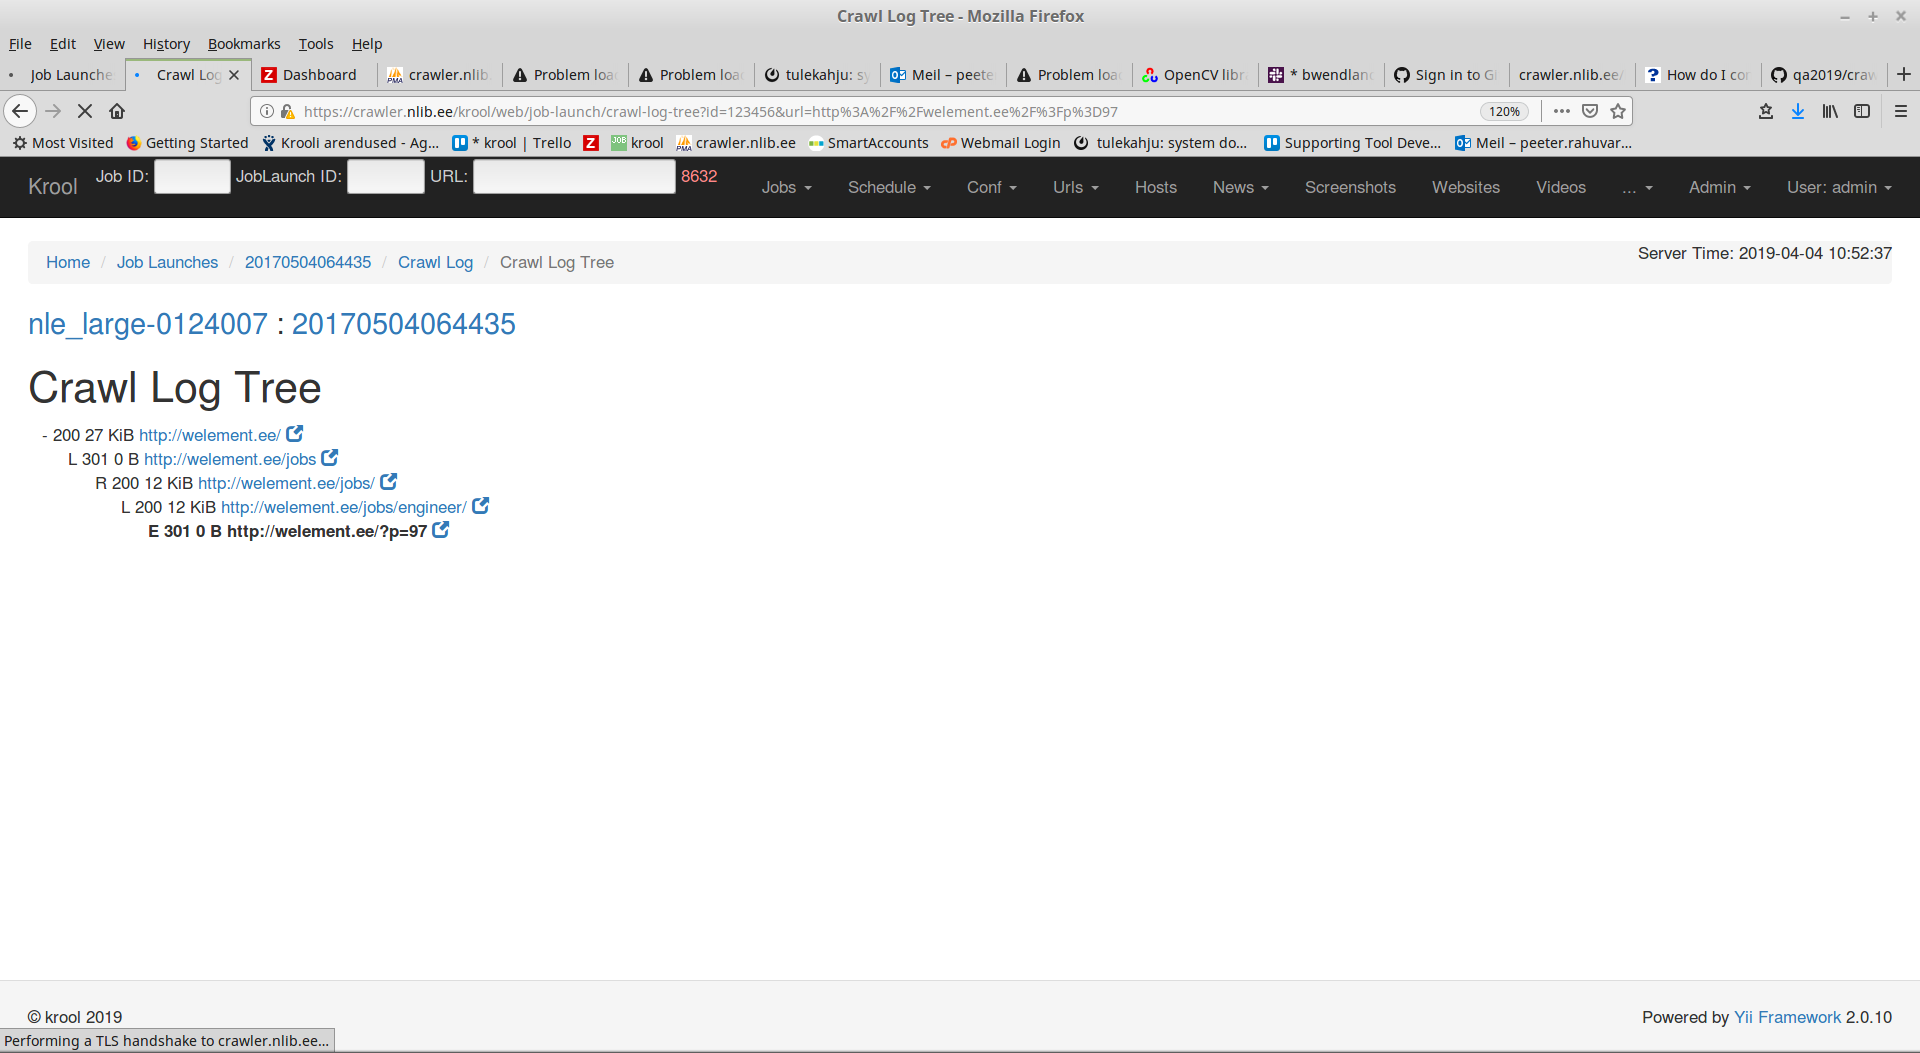 Crawl Log Tree - Mozilla Firefox
File Edit View History Bookmarks Tools Help
Job Launche Crawl Log Dashboard crawler.nlib. Problem loa Problem loa tulekahju: sy Meil – peete Problem loa OpenCV libr * bwendlan Sign in to G crawler.nlib.ee/ How do I cor qa2019/craw
https://crawler.nlib.ee/krool/web/job-launch/crawl-log-tree?id=123456&url=http%3A%2F%2Fwelement.ee%2F%3Fp%3D97 120%
Most Visited Getting Started Krooli arendused - Ag... * krool | Trello Z JOB krool PMA crawler.nlib.ee SmartAccounts cP Webmail Login tulekahju: system do... Supporting Tool Deve... Meil – peeter.rahuvar...
Krool Job ID: JobLaunch ID: URL: 8632 Jobs Schedule Conf Urls Hosts News Screenshots Websites Videos ... Admin User: admin
Server Time: 2019-04-04 10:52:37
Home / Job Launches / 20170504064435 / Crawl Log / Crawl Log Tree
nle_large-0124007 : 20170504064435
Crawl Log Tree
- 200 27 KiB http://welement.ee/
L 301 0 B http://welement.ee/jobs
R 200 12 KiB http://welement.ee/jobs/
L 200 12 KiB http://welement.ee/jobs/engineer/
E 301 0 B http://welement.ee/?p=97
© krool 2019 Powered by Yii Framework 2.0.10
Performing a TLS handshake to crawler.nlib.ee...